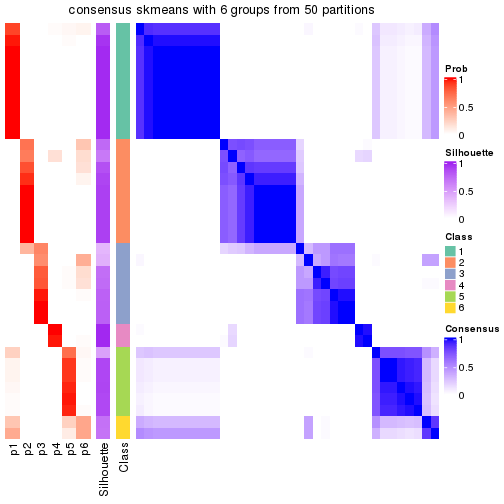 consensus skmeans with 6 groups from 50 partitions
Prob
1
0.5
0
Silhouette
1
0.5
0
Class
1
2
3
4
5
6
Consensus
1
0.5
0
p1
p2
p3
p4
p5
p6
Silhouette
Class